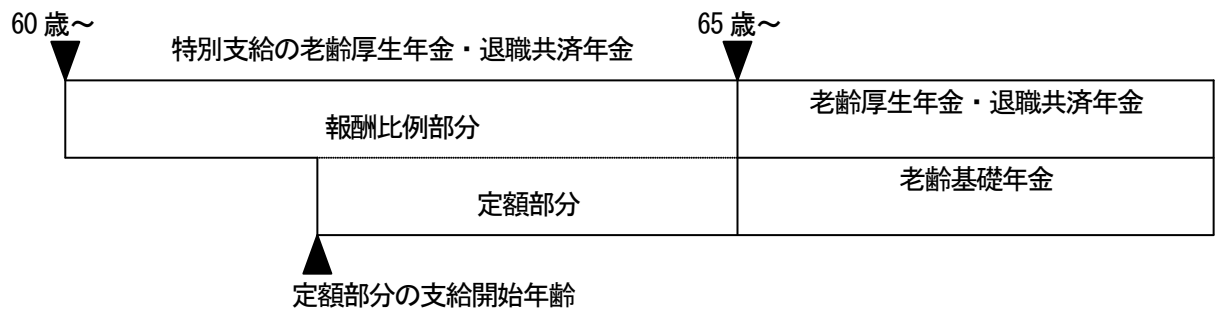 60 歳～
65 歳～
特別支給の老齢厚生年金・退職共済年金
報酬比例部分
老齢厚生年金・退職共済年金
定額部分
老齢基礎年金
定額部分の支給開始年齢